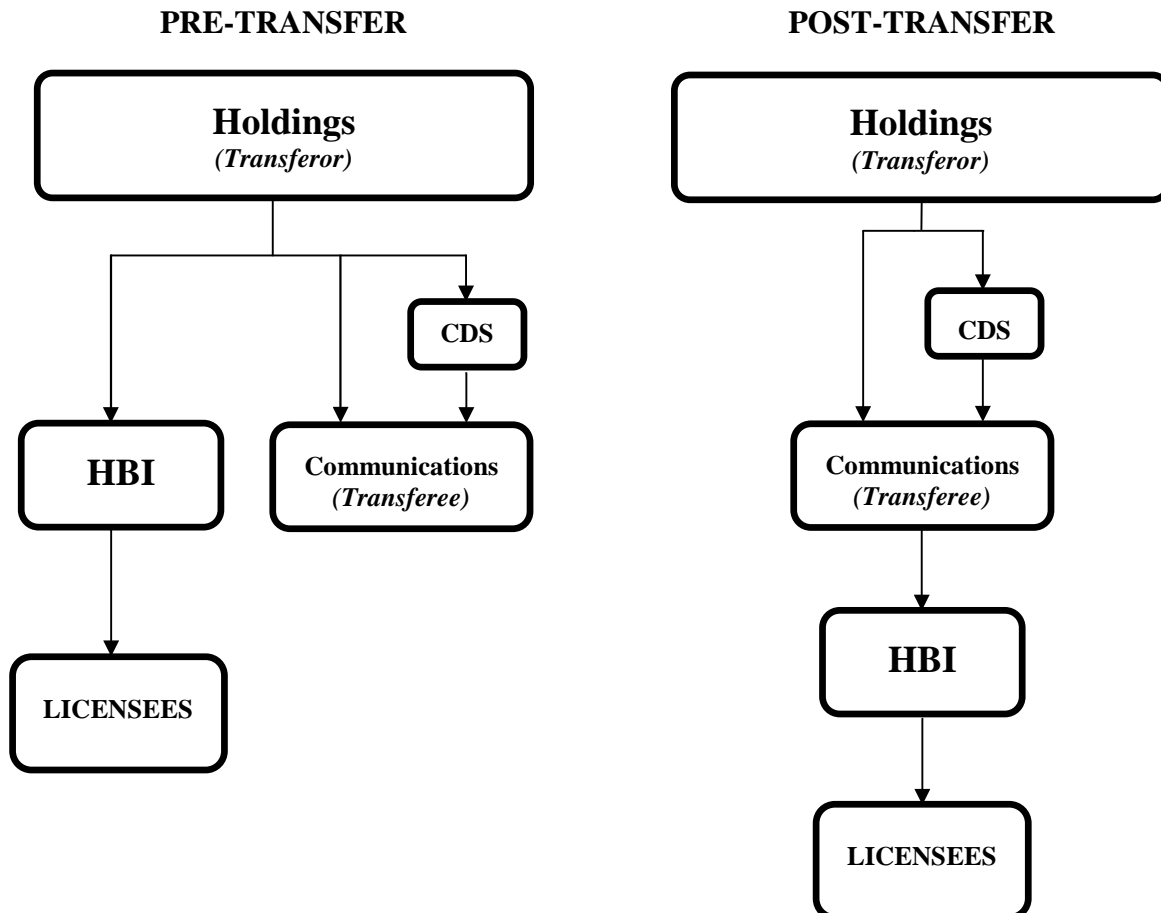 PRE-TRANSFER
Holdings
(Transferor)
CDS
HBI
Communications
(Transferee)
LICENSEES
POST-TRANSFER
Holdings
(Transferor)
CDS
Communications
(Transferee)
HBI
LICENSEES